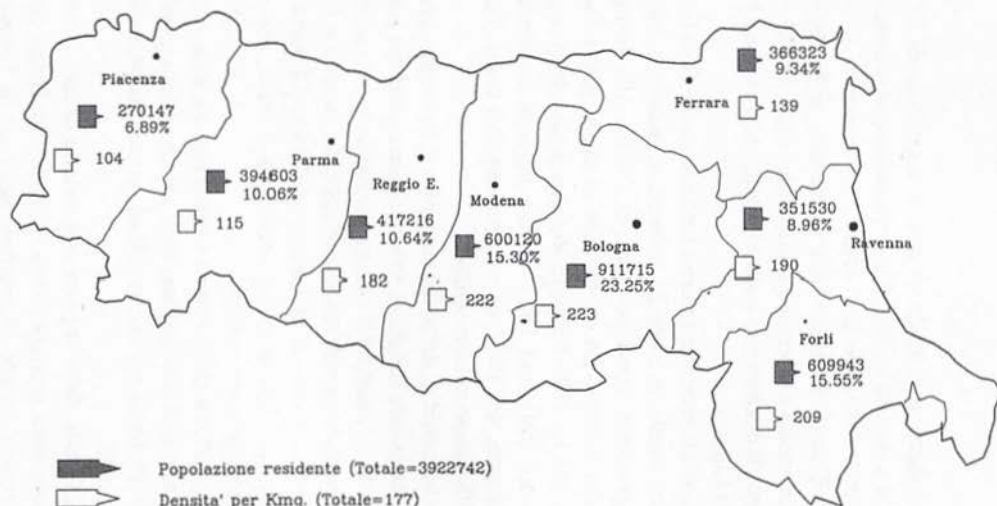 Piacenza
270147
6.89%
104
Parma
394603
10.06%
115
Reggio E.
417216
10.64%
182
Modena
600120
15.30%
222
Bologna
911715
23.25%
223
Ferrara
366323
9.34%
139
351530
8.96%
Ravenna
190
Forlì
609943
15.55%
209
Popolazione residente (Totale=3922742)
Densita' per Kmq. (Totale=177)